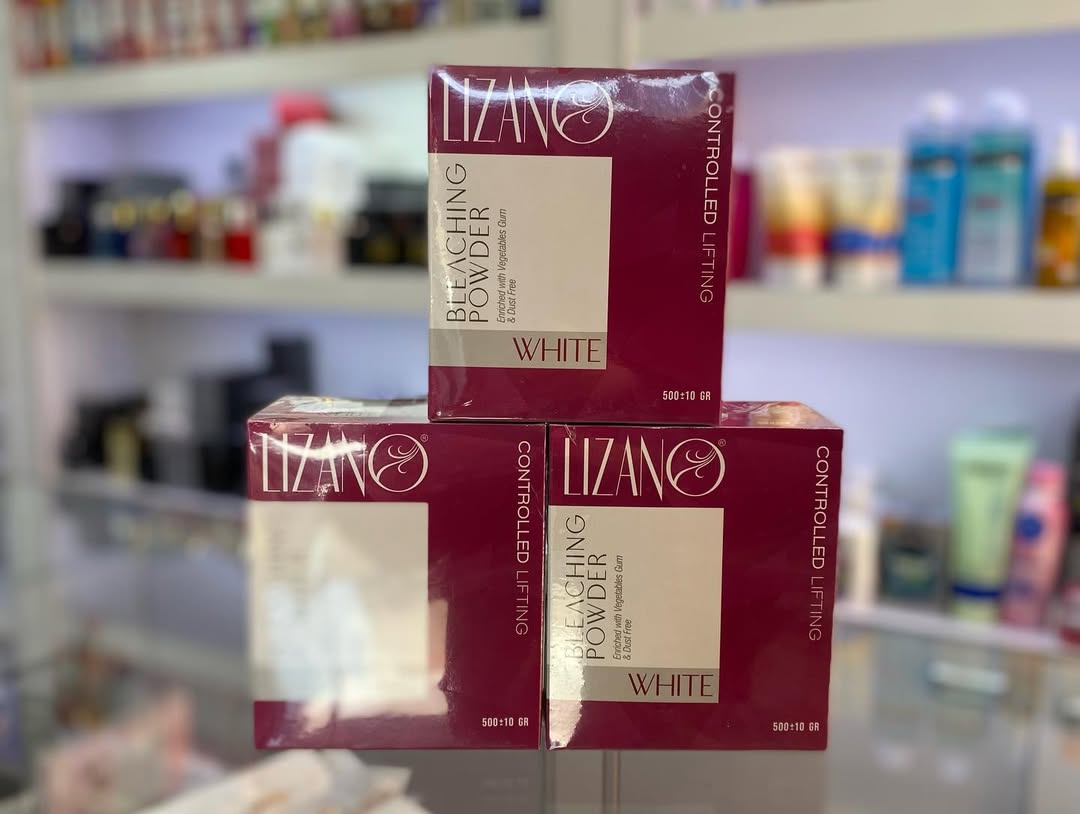 LIZANO
BLEACHING
POWDER
Enriched with Vegetables Gum
& Dust Free
WHITE
CONTROLLED LIFTING
500±10 GR
LIZANO®
CONTROLLED LIFTING
500±10 GR
LIZANO®
BLEACHING
POWDER
Enriched with Vegetables Gum
& Dust Free
WHITE
CONTROLLED LIFTING
500±10 GR